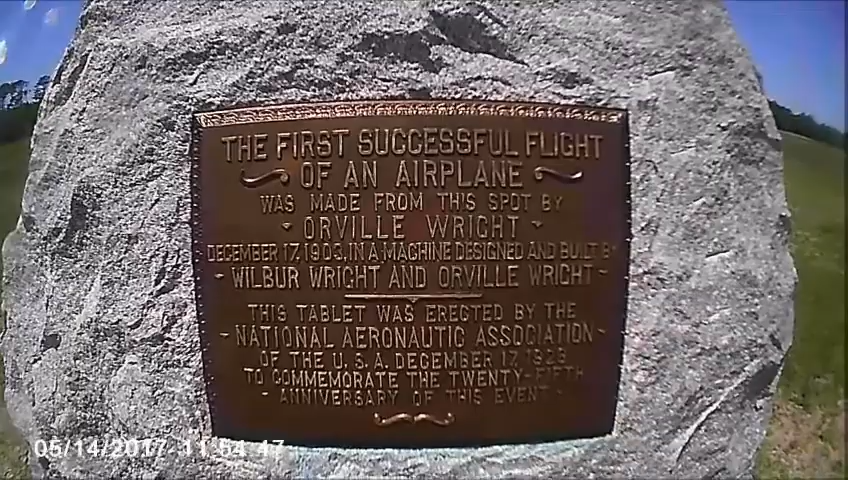 THE FIRST SUCCESSFUL FLIGHT
OF AN AIRPLANE
WAS MADE FROM THIS SPOT BY
ORVILLE WRIGHT
DECEMBER 17, 1903, IN A MACHINE DESIGNED AND BUILT BY
WILBUR WRIGHT AND ORVILLE WRIGHT
THIS TABLET WAS ERECTED BY THE
NATIONAL AERONAUTIC ASSOCIATION
OF THE U.S.A. DECEMBER 17, 1928
TO COMMEMORATE THE TWENTY-FIFTH
ANNIVERSARY OF THIS EVENT
05/14/2017 11:54:47